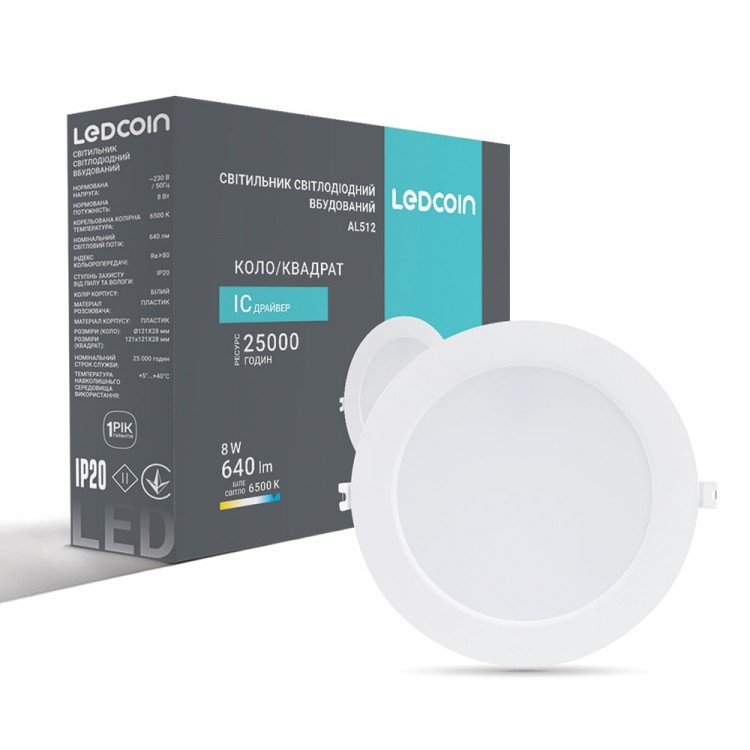 LEDCOIN
СВІТИЛЬНИК
СВІТЛОДІОДНИЙ
ВБУДОВАНИЙ
НОРМОВАНА НАПРУГА: ~230 В / 50Гц
НОРМОВАНА ПОТУЖНІСТЬ: 8 Вт
КОРЕЛЬОВАНА КОЛІРНА ТЕМПЕРАТУРА: 6500 K
НОМІНАЛЬНИЙ СВІТЛОВИЙ ПОТІК: 640 лм
ІНДЕКС КОЛЬОРОПЕРЕДАЧІ: Ra≥80
СТУПІНЬ ЗАХИСТУ ВІД ПИЛУ ТА ВОЛОГИ: IP20
КОЛІР КОРПУСУ: БІЛИЙ
МАТЕРІАЛ РОЗСІЮВАЧА: ПЛАСТИК
МАТЕРІАЛ КОРПУСУ: ПЛАСТИК
РОЗМІРИ (КОЛО): Ø121X28 мм
РОЗМІРИ (КВАДРАТ): 121x121X28 мм
НОМІНАЛЬНИЙ СТРОК СЛУЖБИ: 25 000 годин
ТЕМПЕРАТУРА НАВКОЛИШНЬОГО СЕРЕДОВИЩА ВИКОРИСТАННЯ: +5°...+40°C
1 РІК
ГАРАНТІЯ
IP20
II
LED
СВІТИЛЬНИК СВІТЛОДІОДНИЙ
ВБУДОВАНИЙ
AL512
КОЛО/КВАДРАТ
IC ДРАЙВЕР
РЕСУРС 25000
ГОДИН
8 W
640 lm
БІЛЕ СВІТЛО 6500 K
LEDCOIN